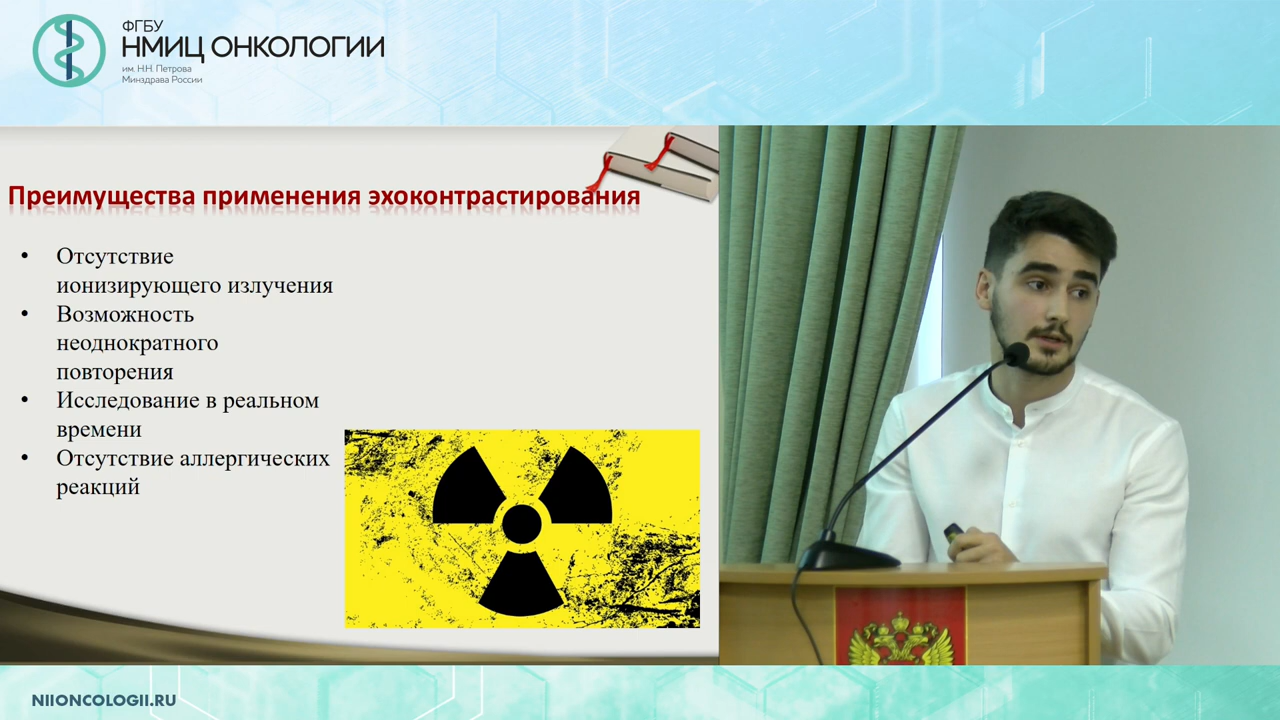 ФГБУ
НМИЦ ОНКОЛОГИИ
им. Н.Н. Петрова
Минздрава России
Преимущества применения эхоконтрастирования
• Отсутствие
ионизирующего излучения
• Возможность
неоднократного
повторения
• Исследование в реальном
времени
• Отсутствие аллергических
реакций
NIIONCOLOGII.RU